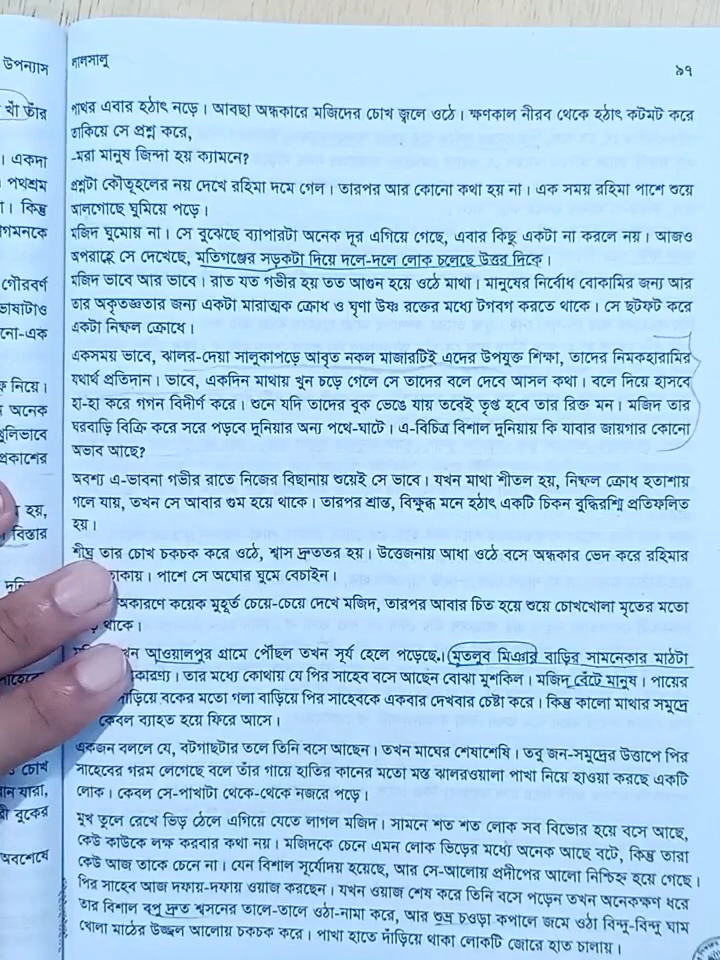 উপন্যাস
লালসালু
৯৭
খাঁ তাঁর
। একদা
পথশ্রম
। কিন্তু
গৌরবর্ণ
ভাষাটাও
নো-এক
নিয়ে।
অনেক
প্রকাশের
হয়,
বিস্তার
চোখ
যারা,
বুকের
অবশেষে
পাথর এবার হঠাৎ নড়ে। আবছা অন্ধকারে মজিদের চোখ জ্বলে ওঠে। ক্ষণকাল নীরব থেকে হঠাৎ কটমট করে
তাকিয়ে সে প্রশ্ন করে,
-মরা মানুষ জিন্দা হয় ক্যামনে?
প্রশ্নটা কৌতূহলের নয় দেখে রহিমা দমে গেল। তারপর আর কোনো কথা হয় না। এক সময় রহিমা পাশে শুয়ে
আলগোছে ঘুমিয়ে পড়ে।
মজিদ ঘুমোয় না। সে বুঝেছে ব্যাপারটা অনেক দূর এগিয়ে গেছে, এবার কিছু একটা না করলে নয়। আজও
অপরাহ্ণে সে দেখেছে, মতিগঞ্জের সড়কটা দিয়ে দলে-দলে লোক চলেছে উত্তর দিকে।
মজিদ ভাবে আর ভাবে। রাত যত গভীর হয় তত আগুন হয়ে ওঠে মাথা। মানুষের নির্বোধ বোকামির জন্য আর
তার অকৃতজ্ঞতার জন্য একটা মারাত্মক ক্রোধ ও ঘৃণা উষ্ণ রক্তের মধ্যে টগবগ করতে থাকে। সে ছটফট করে
একটা নিষ্ফল ক্রোধে।
একসময় ভাবে, ঝালর-দেয়া সালুকাপড়ে আবৃত নকল মাজারটিই এদের উপযুক্ত শিক্ষা, তাদের নিমকহারামির
যথার্থ প্রতিদান। ভাবে, একদিন মাথায় খুন চড়ে গেলে সে তাদের বলে দেবে আসল কথা। বলে দিয়ে হাসবে
হা-হা করে গগন বিদীর্ণ করে। শুনে যদি তাদের বুক ভেঙে যায় তবেই তৃপ্ত হবে তার রিক্ত মন। মজিদ তার
ঘরবাড়ি বিক্রি করে সরে পড়বে দুনিয়ার অন্য পথে-ঘাটে। এ-বিচিত্র বিশাল দুনিয়ায় কি যাবার জায়গার কোনো
অভাব আছে?
অবশ্য এ-ভাবনা গভীর রাতে নিজের বিছানায় শুয়েই সে ভাবে। যখন মাথা শীতল হয়, নিষ্ফল ক্রোধ হতাশায়
গলে যায়, তখন সে আবার গুম হয়ে থাকে। তারপর শ্রান্ত, বিক্ষুব্ধ মনে হঠাৎ একটি চিকন বুদ্ধিরশ্মি প্রতিফলিত
হয়।
শীঘ্র তার চোখ চকচক করে ওঠে, শ্বাস দ্রুততর হয়। উত্তেজনায় আধা ওঠে বসে অন্ধকার ভেদ করে রহিমার
তাকায়। পাশে সে অঘোর ঘুমে বেচাইন।
অকারণে কয়েক মুহূর্ত চেয়ে-চেয়ে দেখে মজিদ, তারপর আবার চিত হয়ে শুয়ে চোখখোলা মৃতের মতো
থাকে।
আওয়ালপুর গ্রামে পৌঁছল তখন সূর্য হেলে পড়েছে। মতলুব মিঞার বাড়ির সামনেকার মাঠটা
মধ্যে কোথায় যে পির সাহেব বসে আছেন বোঝা মুশকিল। মজিদ বেঁটে মানুষ। পায়ের
দাঁড়িয়ে বকের মতো গলা বাড়িয়ে পির সাহেবকে একবার দেখবার চেষ্টা করে। কিন্তু কালো মাথার সমুদ্রে
কেবল ব্যাহত হয়ে ফিরে আসে।
একজন বললে যে, বটগাছটার তলে তিনি বসে আছেন। তখন মাঘের শেষাশেষি। তবু জন-সমুদ্রের উত্তাপে পির
সাহেবের গরম লেগেছে বলে তাঁর গায়ে হাতির কানের মতো মস্ত ঝালরওয়ালা পাখা নিয়ে হাওয়া করছে একটি
লোক। কেবল সে-পাখাটা থেকে-থেকে নজরে পড়ে।
মুখ তুলে রেখে ভিড় ঠেলে এগিয়ে যেতে লাগল মজিদ। সামনে শত শত লোক সব বিভোর হয়ে বসে আছে,
কেউ কাউকে লক্ষ করবার কথা নয়। মজিদকে চেনে এমন লোক ভিড়ের মধ্যে অনেক আছে বটে, কিন্তু তারা
কেউ আজ তাকে চেনে না। যেন বিশাল সূর্যোদয় হয়েছে, আর সে-আলোয় প্রদীপের আলো নিশ্চিহ্ন হয়ে গেছে।
পির সাহেব আজ দফায়-দফায় ওয়াজ করছেন। যখন ওয়াজ শেষ করে তিনি বসে পড়েন তখন অনেকক্ষণ ধরে
তার বিশাল বপু দ্রুত শ্বসনের তালে-তালে ওঠা-নামা করে, আর শুভ্র চওড়া কপালে জমে ওঠা বিন্দু-বিন্দু ঘাম
খোলা মাঠের উজ্জ্বল আলোয় চকচক করে। পাখা হাতে দাঁড়িয়ে থাকা লোকটি জোরে হাত চালায়।